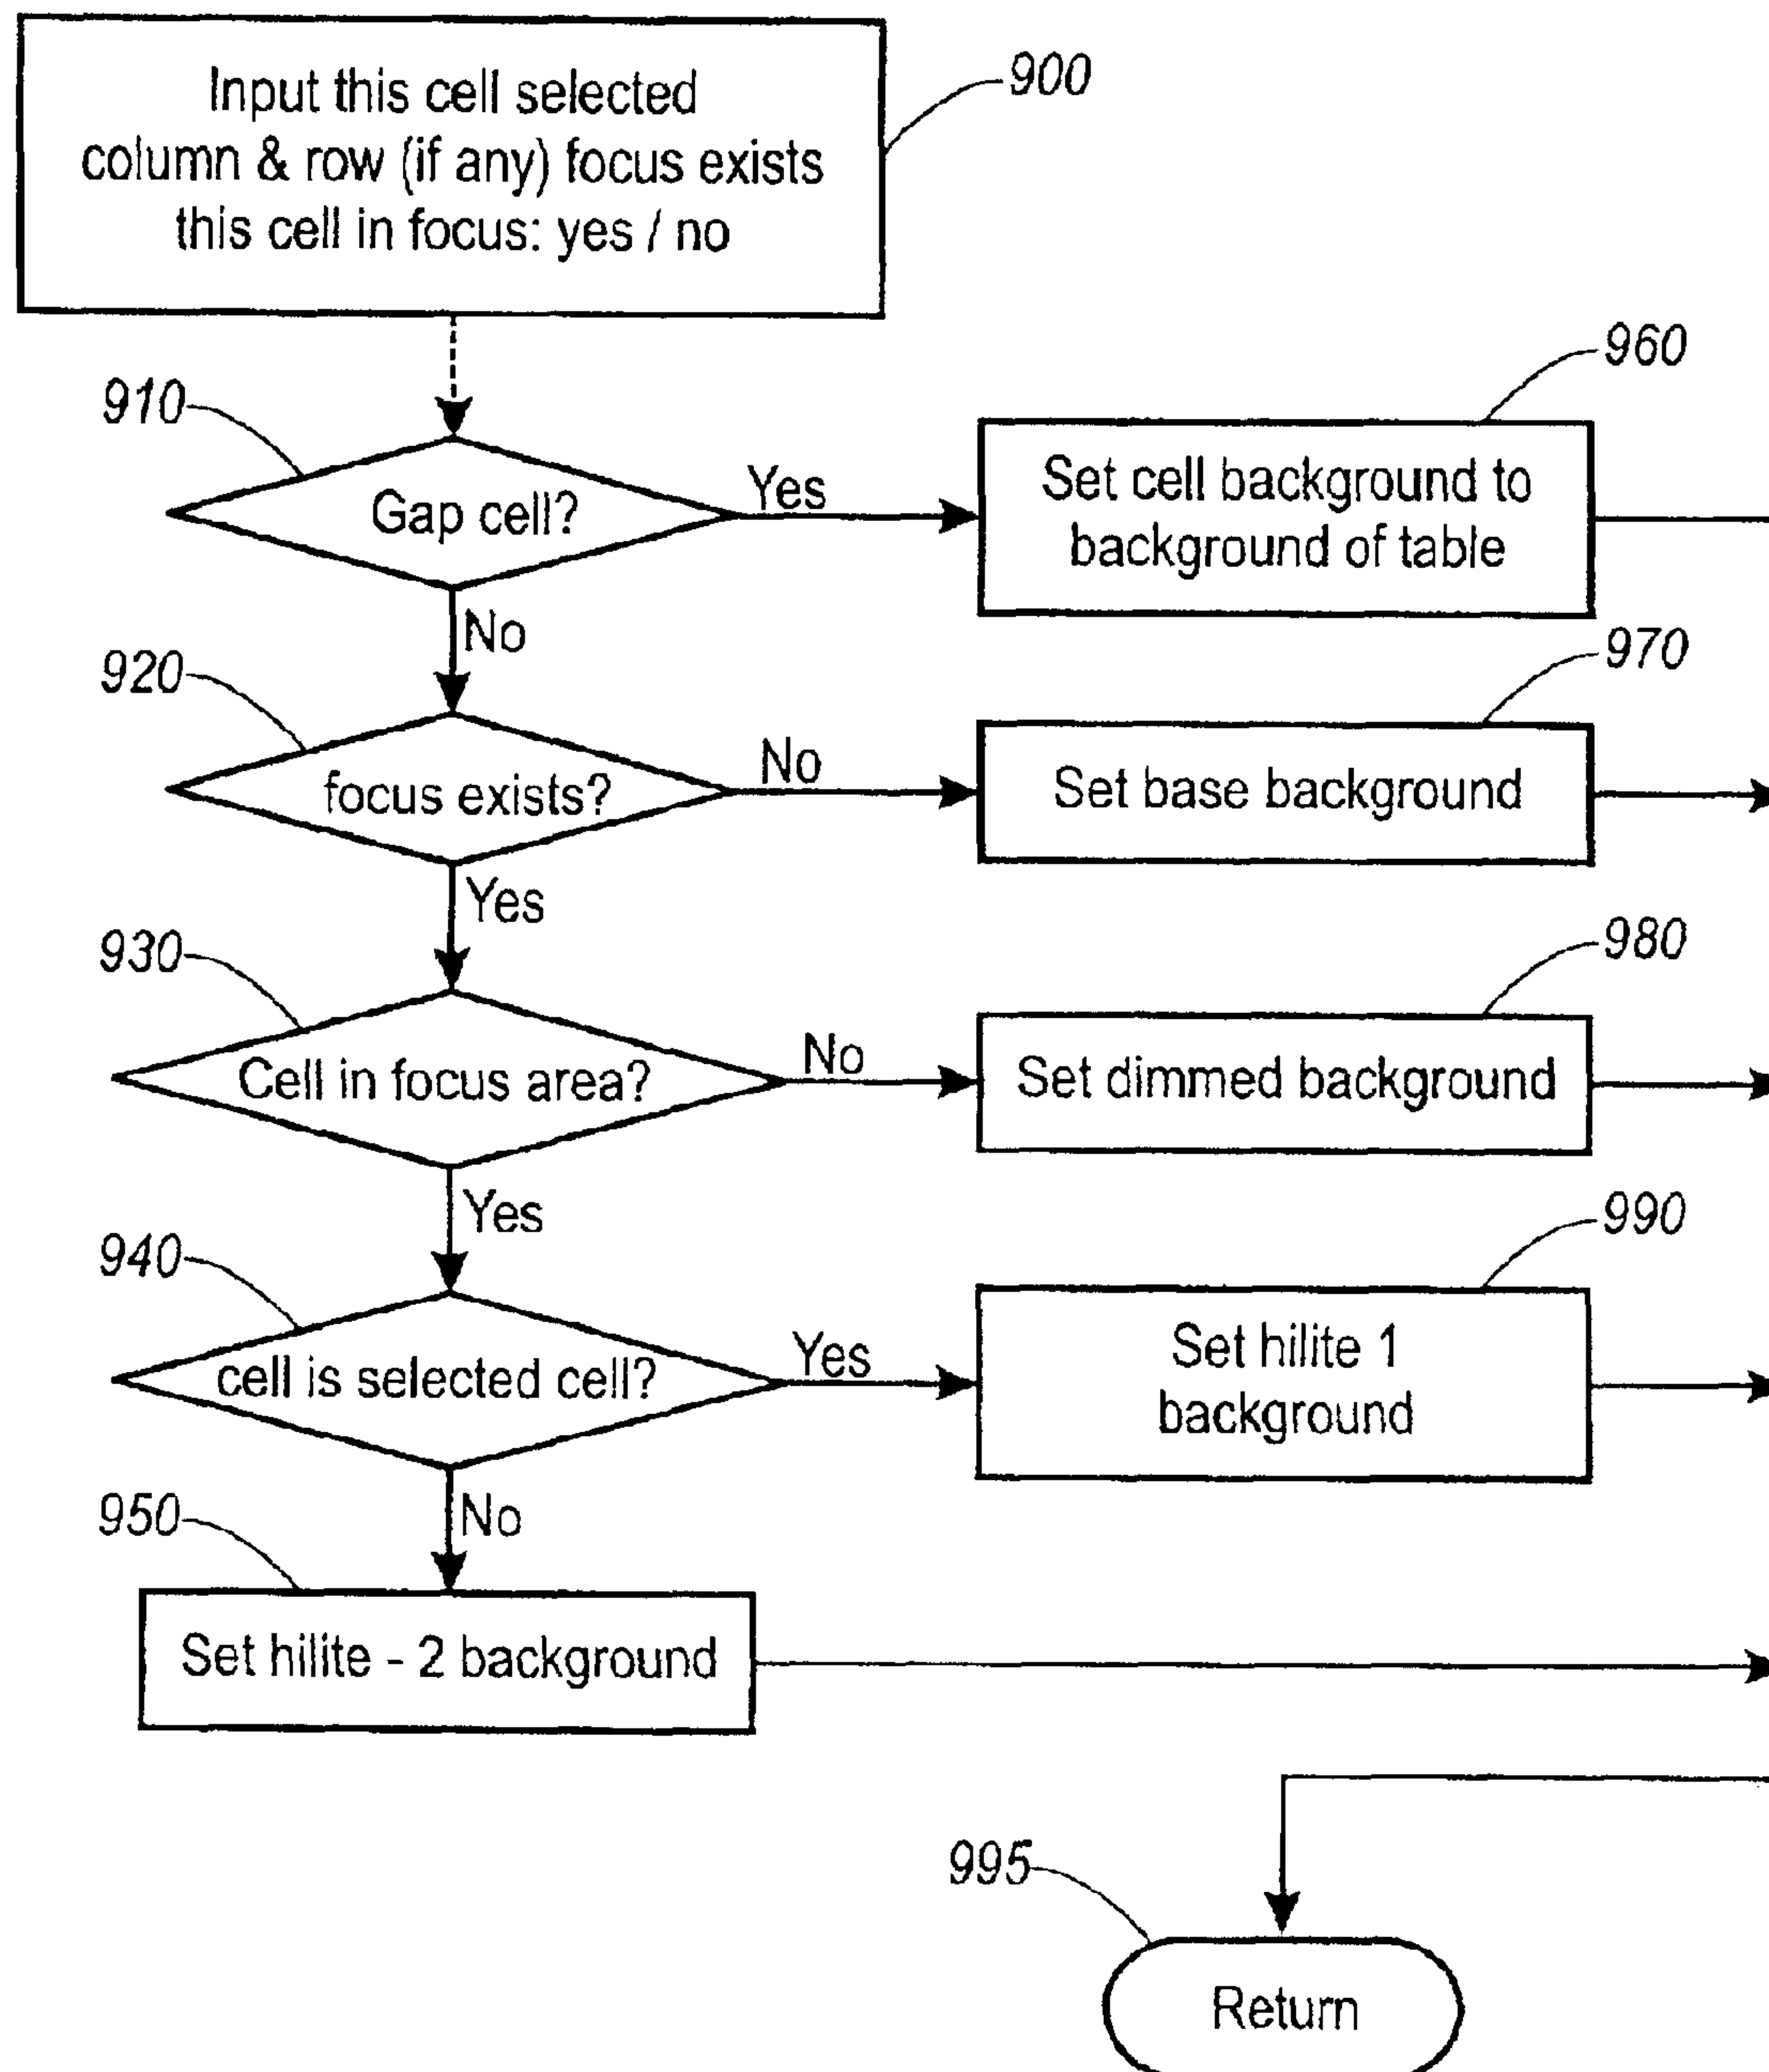 Input this cell selected
column & row (if any) focus exists
this cell in focus: yes / no
900
910
Gap cell?
Yes
960
Set cell background to
background of table
No
920
focus exists?
No
970
Set base background
Yes
930
Cell in focus area?
No
980
Set dimmed background
Yes
940
cell is selected cell?
Yes
990
Set hilite 1
background
No
950
Set hilite - 2 background
995
Return